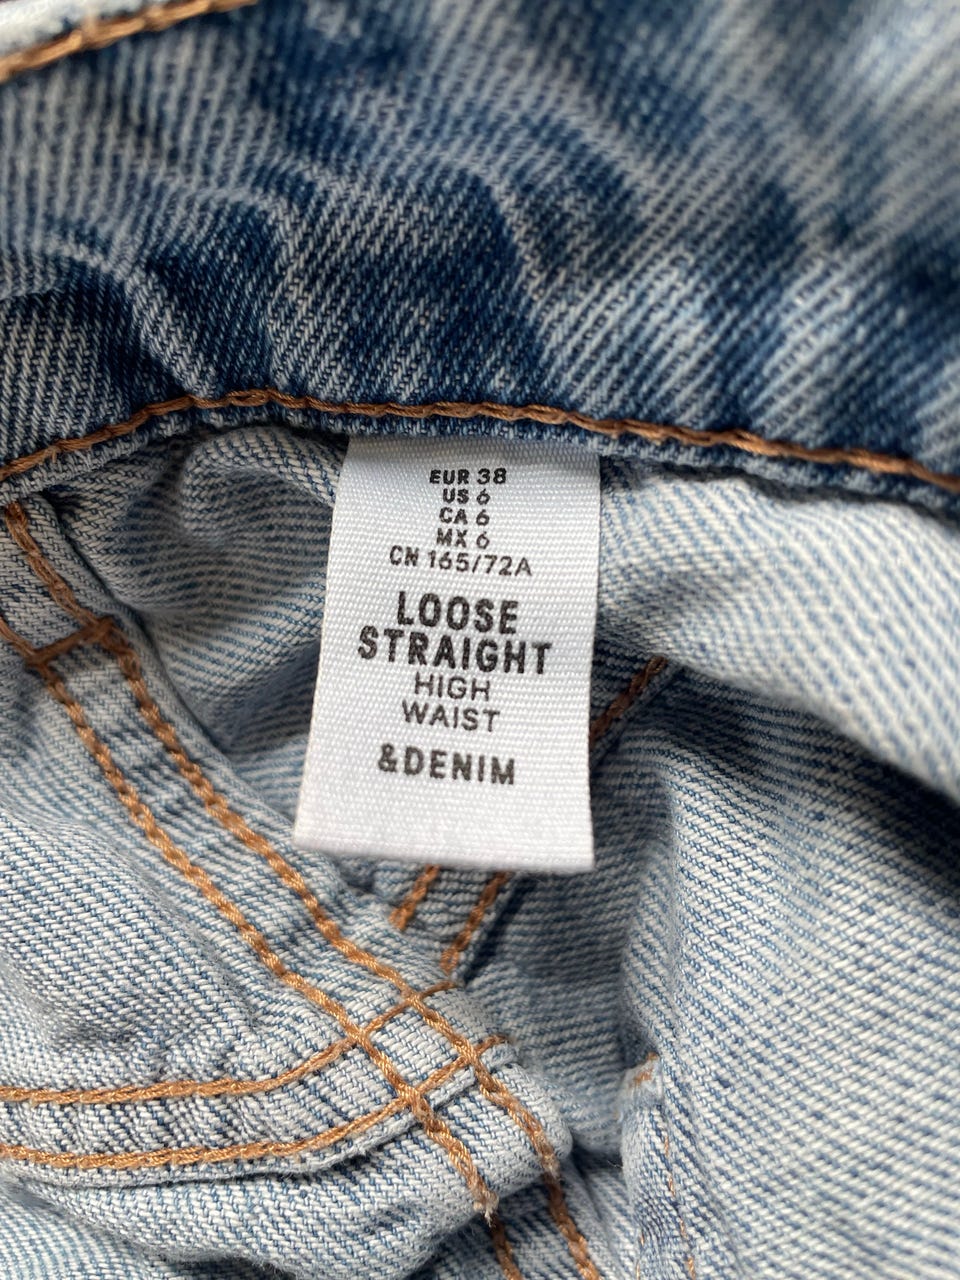 EUR 38
US 6
CA 6
MX 6
CN 165/72A
LOOSE
STRAIGHT
HIGH
WAIST
&DENIM